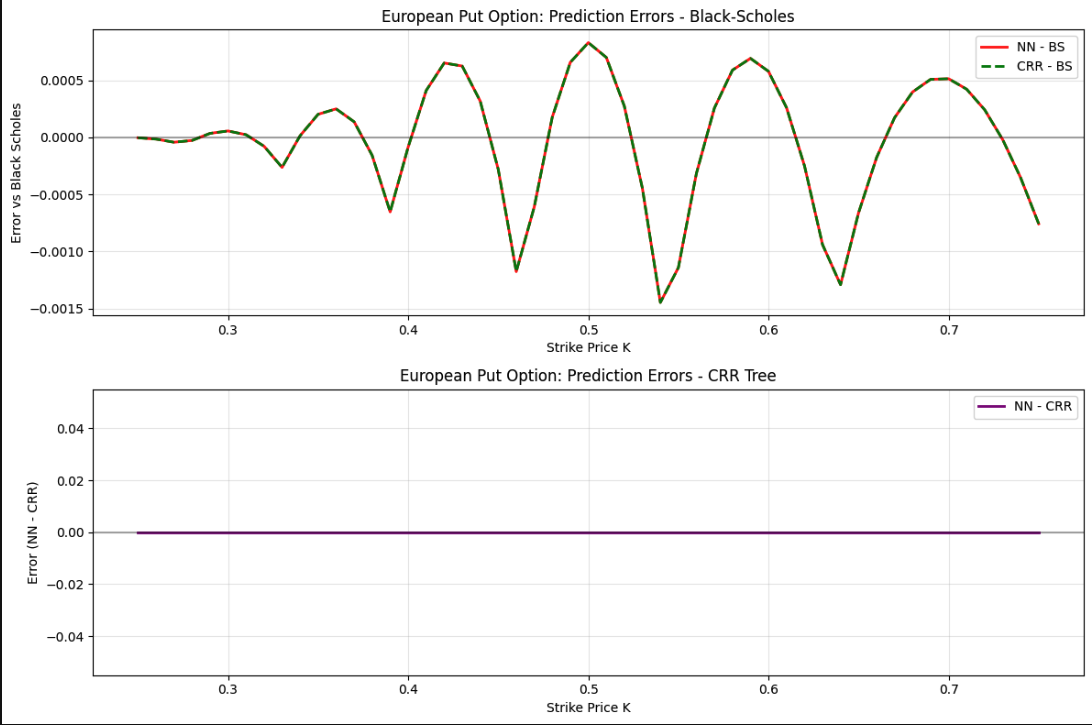 European Put Option: Prediction Errors - Black-Scholes
Error vs Black Scholes
0.0005
0.0000
−0.0005
−0.0010
−0.0015
NN - BS
CRR - BS
0.3
0.4
0.5
0.6
0.7
Strike Price K
European Put Option: Prediction Errors - CRR Tree
Error (NN - CRR)
0.04
0.02
0.00
−0.02
−0.04
NN - CRR
0.3
0.4
0.5
0.6
0.7
Strike Price K